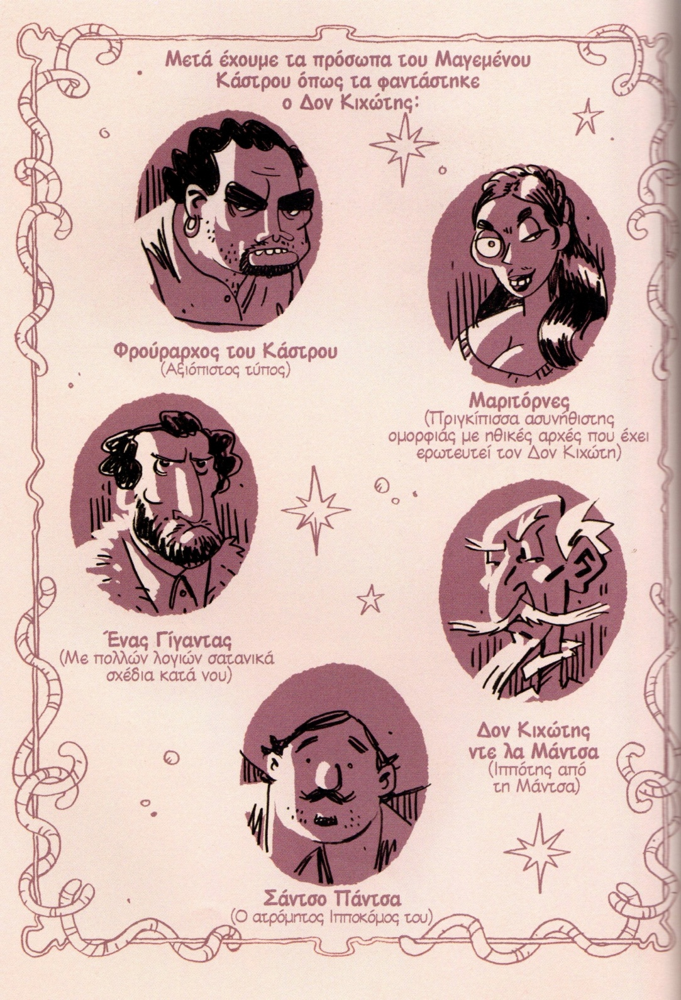 Μετά έχουμε τα πρόσωπα του Μαγεμένου
Κάστρου όπως τα φαντάστηκε
ο Δον Κιχώτης:
Φρούραρχος του Κάστρου
(Αξιόπιστος τύπος)
Μαριτόρνες
(Πριγκίπισσα ασυνήθιστης
ομορφιάς με ηθικές αρχές που έχει
ερωτευτεί τον Δον Κιχώτη)
Ένας Γίγαντας
(Με πολλών λογιών σατανικά
σχέδια κατά νου)
Δον Κιχώτης
ντε λα Μάντσα
(Ιππότης από
τη Μάντσα)
Σάντσο Πάντσα
(Ο ατρόμητος Ιπποκόμος του)